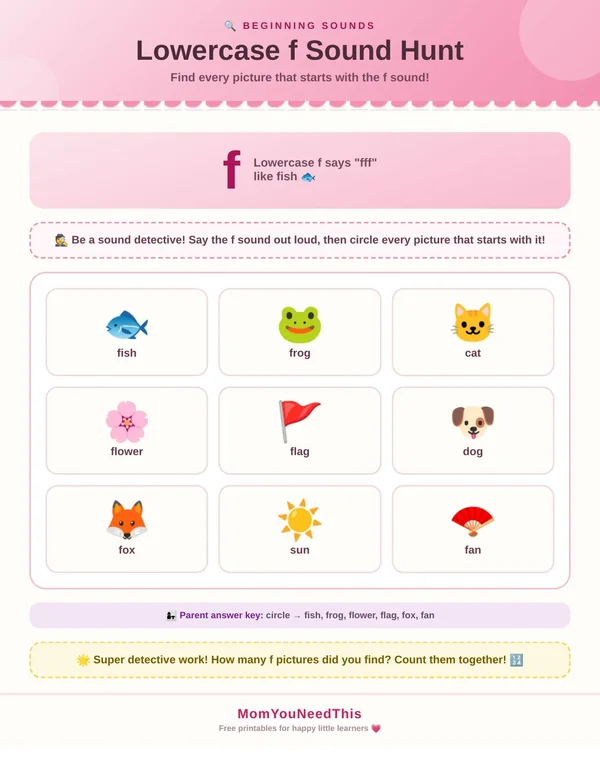 🔍 BEGINNING SOUNDS
Lowercase f Sound Hunt
Find every picture that starts with the f sound!
f
Lowercase f says "fff"
like fish 🐟
🕵️ Be a sound detective! Say the f sound out loud, then circle every picture that starts with it!
fish
frog
cat
flower
flag
dog
fox
sun
fan
👩‍👧 Parent answer key: circle → fish, frog, flower, flag, fox, fan
🌟 Super detective work! How many f pictures did you find? Count them together! 🔢
MomYouNeedThis
Free printables for happy little learners 💗